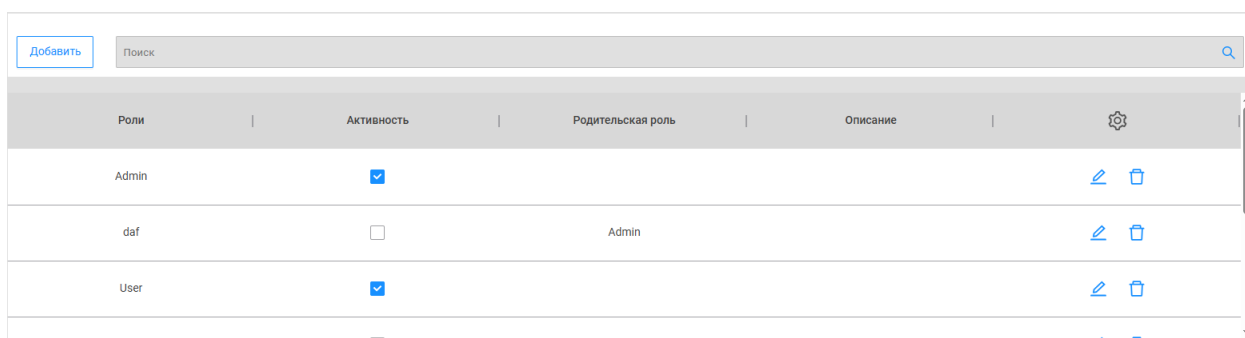 Добавить
Поиск
Роли | Активность | Родительская роль | Описание |
Admin
daf Admin
User